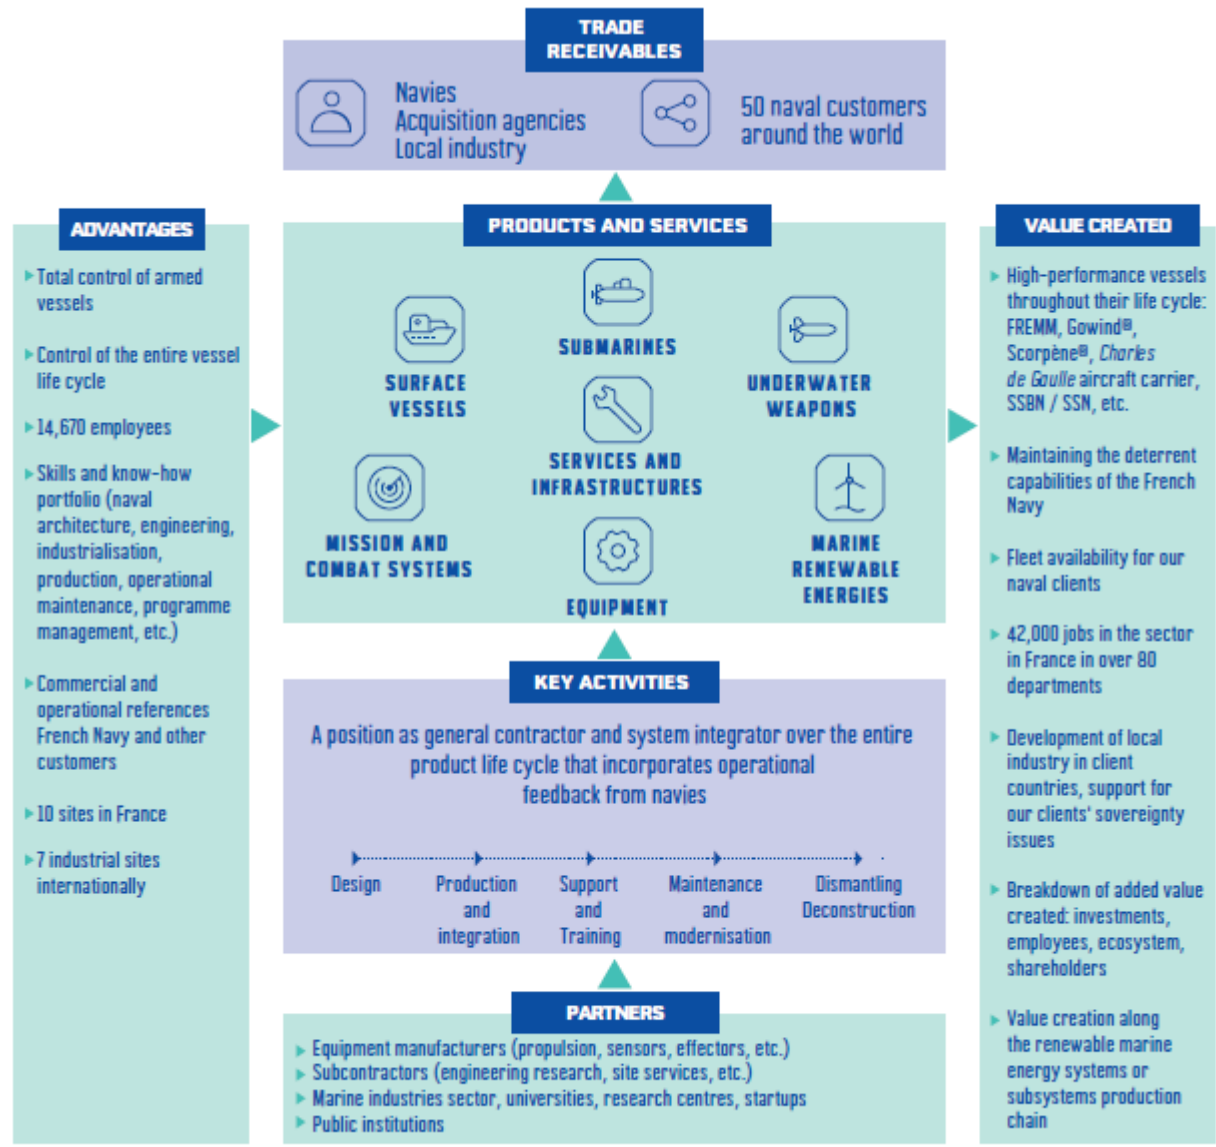 TRADE
RECEIVABLES
Navies
Acquisition agencies
Local industry
50 naval customers
around the world
ADVANTAGES
Total control of armed
vessels
Control of the entire vessel
life cycle
14,670 employees
Skills and know-how
portfolio (naval
architecture, engineering,
industrialisation,
production, operational
maintenance, programme
management, etc.)
Commercial and
operational references
French Navy and other
customers
10 sites in France
7 industrial sites
internationally
PRODUCTS AND SERVICES
SUBMARINES
SURFACE
VESSELS
UNDERWATER
WEAPONS
SERVICES AND
INFRASTRUCTURES
MISSION AND
COMBAT SYSTEMS
MARINE
RENEWABLE
ENERGIES
EQUIPMENT
KEY ACTIVITIES
A position as general contractor and system integrator over the entire
product life cycle that incorporates operational
feedback from navies
Design
Production
and
integration
Support
and
Training
Maintenance
and
modernisation
Dismantling
Deconstruction
PARTNERS
Equipment manufacturers (propulsion, sensors, effectors, etc.)
Subcontractors (engineering research, site services, etc.)
Marine industries sector, universities, research centres, startups
Public institutions
VALUE CREATED
High-performance vessels
throughout their life cycle:
FREMM, Gowind®,
Scorpène®, Charles
de Gaulle aircraft carrier,
SSBN / SSN, etc.
Maintaining the deterrent
capabilities of the French
Navy
Fleet availability for our
naval clients
42,000 jobs in the sector
in France in over 80
departments
Development of local
industry in client
countries, support for
our clients' sovereignty
issues
Breakdown of added value
created: investments,
employees, ecosystem,
shareholders
Value creation along
the renewable marine
energy systems or
subsystems production
chain